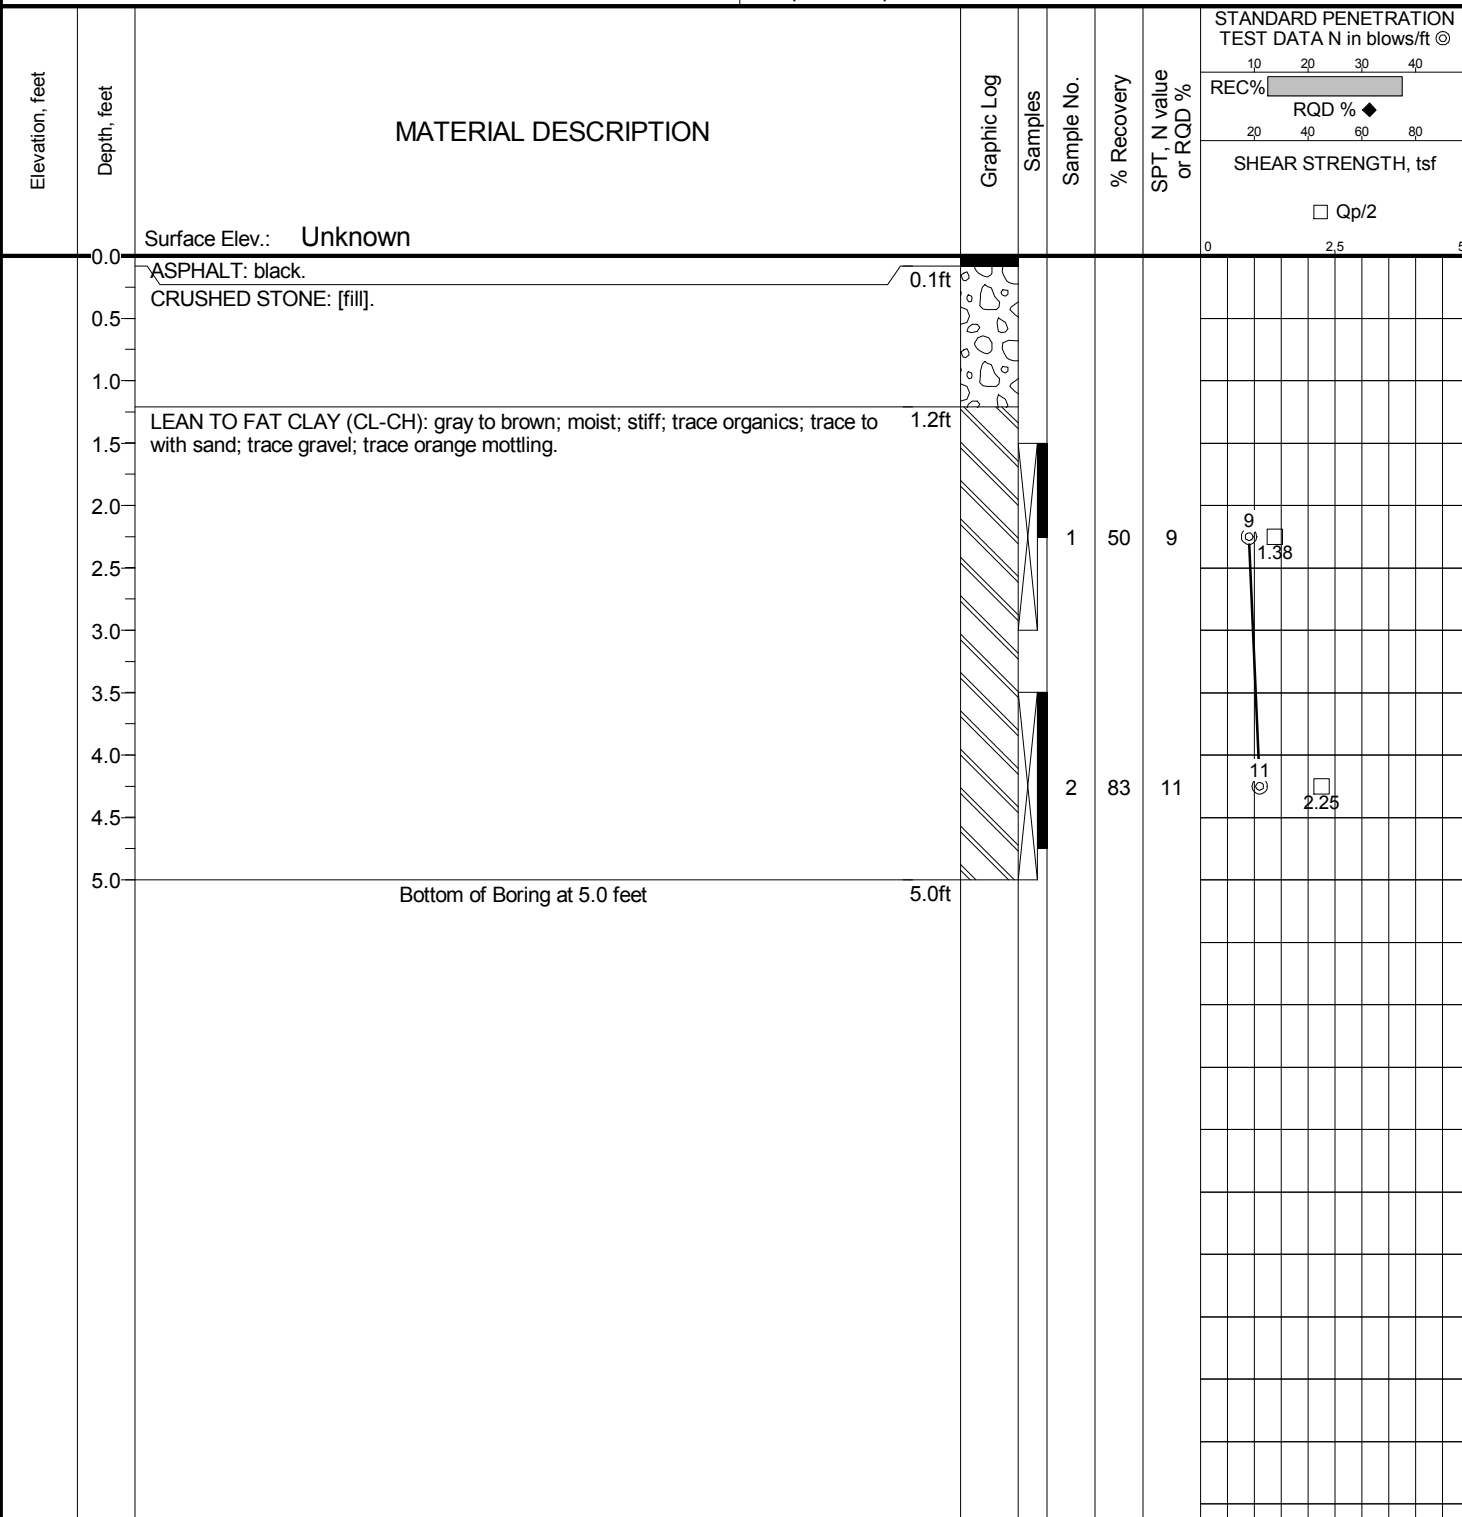 STANDARD PENETRATION
TEST DATA N in blows/ft
10 20 30 40
REC%
RQD % ◆
20 40 60 80
SHEAR STRENGTH, tsf
□ Qp/2
0 2.5 5
Elevation, feet
Depth, feet
MATERIAL DESCRIPTION
Graphic Log
Samples
Sample No.
% Recovery
SPT, N value
or RQD %
Surface Elev.: Unknown
0.0
ASPHALT: black.
0.1ft
CRUSHED STONE: [fill].
0.5
1.0
LEAN TO FAT CLAY (CL-CH): gray to brown; moist; stiff; trace organics; trace to 1.2ft
1.5
with sand; trace gravel; trace orange mottling.
2.0
9
1 50 9
1.38
2.5
3.0
3.5
4.0
11
2 83 11
2.25
4.5
5.0
Bottom of Boring at 5.0 feet 5.0ft